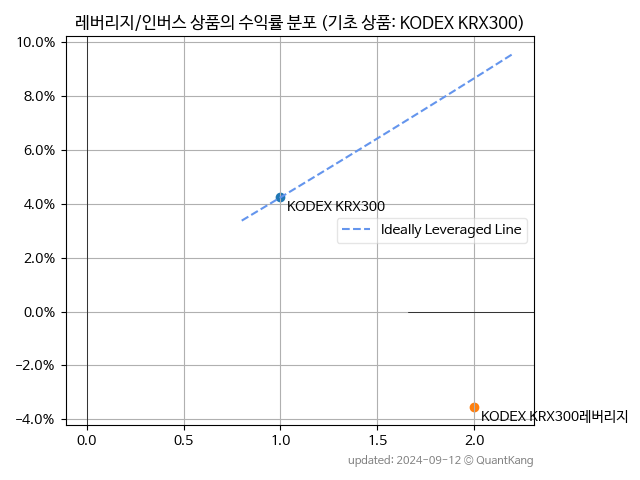 레버리지/인버스 상품의 수익률 분포 (기초 상품: KODEX KRX300)
10.0%
8.0%
6.0%
4.0%
KODEX KRX300
Ideally Leveraged Line
2.0%
0.0%
−2.0%
−4.0%
KODEX KRX300레버리지
0.0 0.5 1.0 1.5 2.0
updated: 2024-09-12 © QuantKang